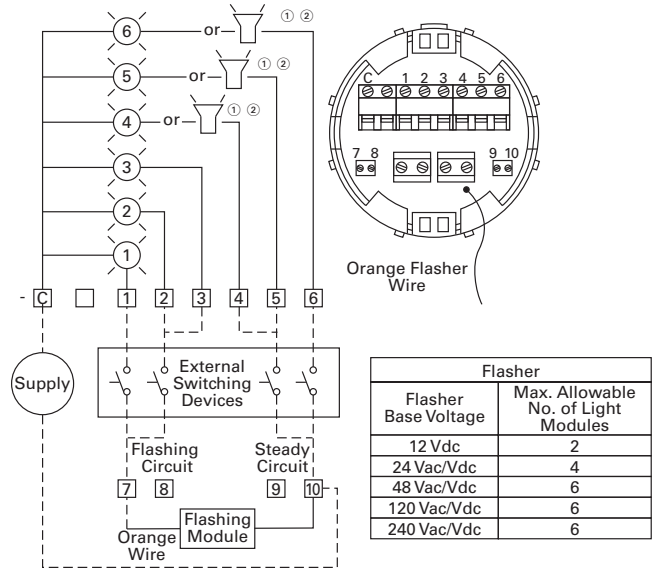 6 or ① ②
5 or ① ②
4 or ① ②
3
2
1
- C 1 2 3 4 5 6
Supply
External
Switching
Devices
Flashing
Circuit
Steady
Circuit
7 8 9 10
Orange
Wire
Flashing
Module
C 1 2 3 4 5 6
7 8 9 10
Orange Flasher
Wire
Flasher
Flasher
Base Voltage
Max. Allowable
No. of Light
Modules
12 Vdc 2
24 Vac/Vdc 4
48 Vac/Vdc 6
120 Vac/Vdc 6
240 Vac/Vdc 6